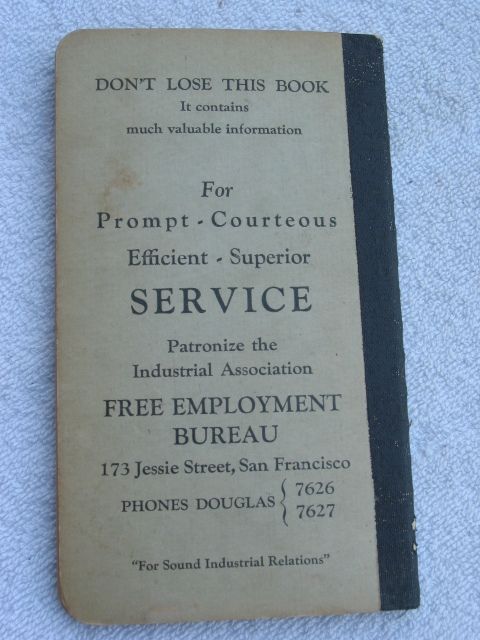 DON'T LOSE THIS BOOK
It contains
much valuable information
For
Prompt - Courteous
Efficient - Superior
SERVICE
Patronize the
Industrial Association
FREE EMPLOYMENT
BUREAU
173 Jessie Street, San Francisco
PHONES DOUGLAS { 7626
7627
"For Sound Industrial Relations"